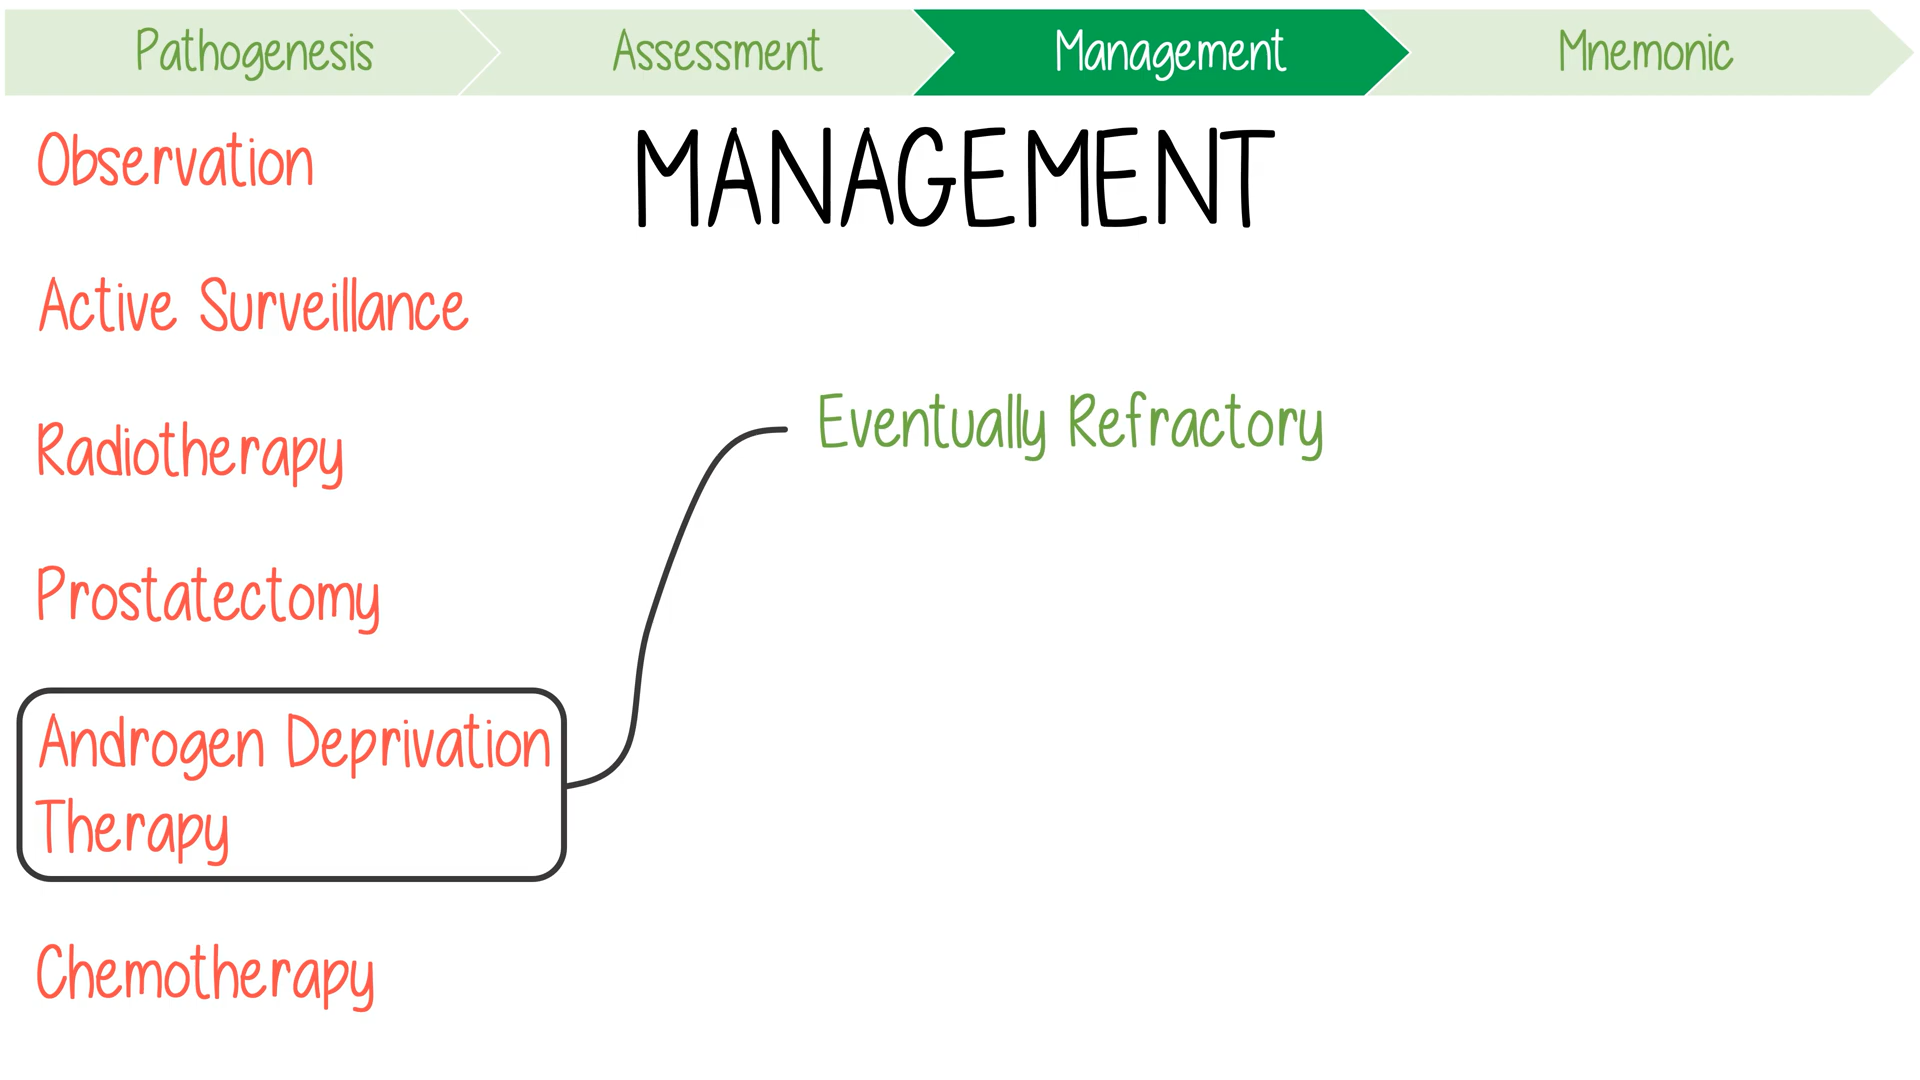 Pathogenesis
Assessment
Management
Mnemonic
MANAGEMENT
Observation
Active Surveillance
Radiotherapy
Prostatectomy
Androgen Deprivation
Therapy
Chemotherapy
Eventually Refractory